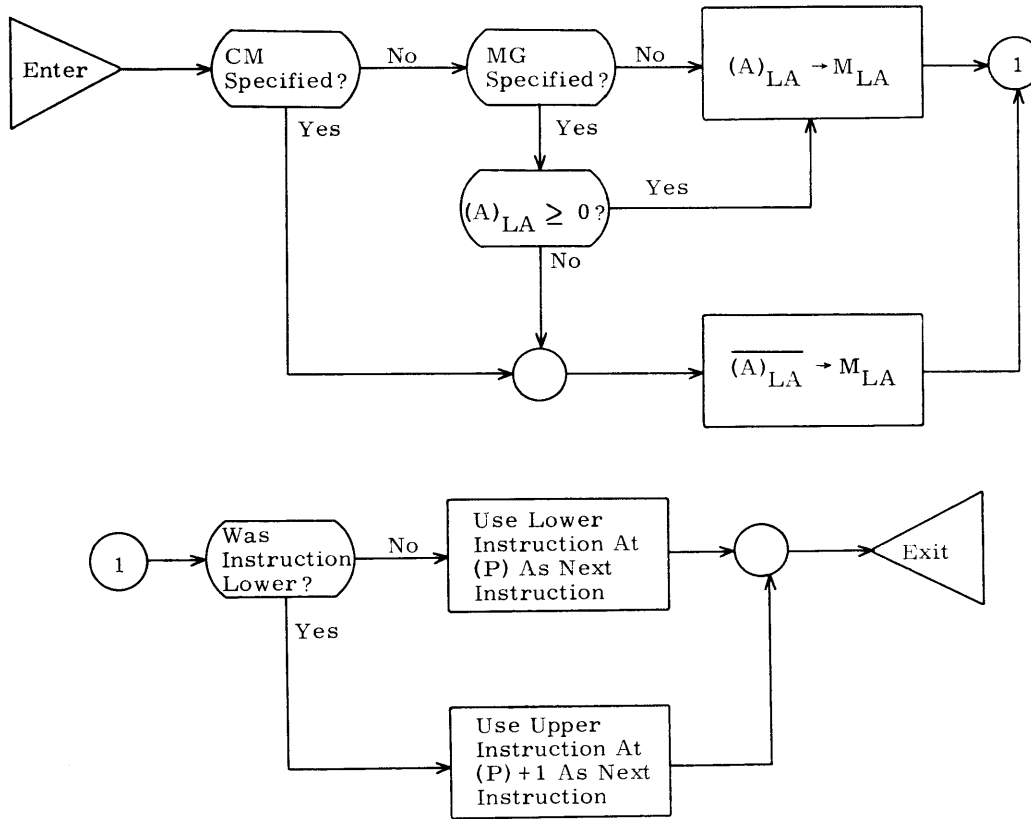 Enter
CM
Specified?
No
MG
Specified?
No
(A)LA → MLA
1
Yes
Yes
(A)LA ≥ 0?
Yes
No
(A)LA → MLA
1
Was
Instruction
Lower?
No
Use Lower
Instruction At
(P) As Next
Instruction
Exit
Yes
Use Upper
Instruction At
(P)+1 As Next
Instruction